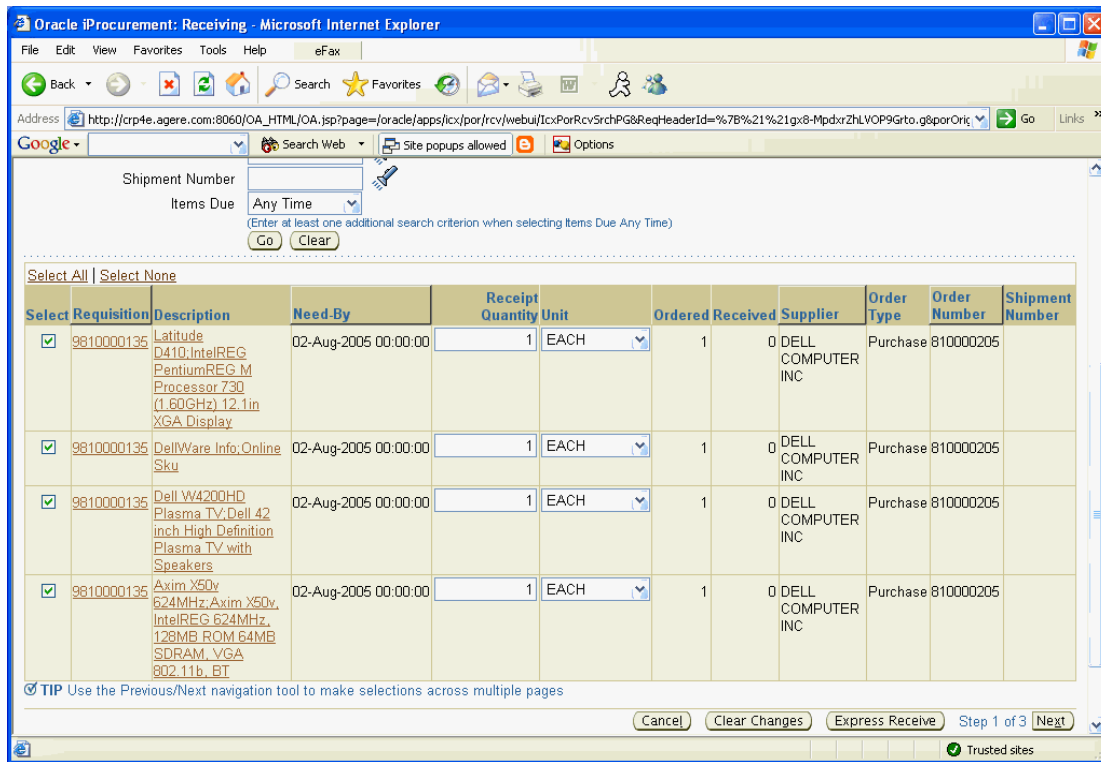 Oracle iProcurement: Receiving - Microsoft Internet Explorer
File Edit View Favorites Tools Help eFax
Back Search Favorites
Address http://crp4e.agere.com:8060/OA_HTML/OA.jsp?page=/oracle/apps/icx/por/rcv/webui/IcxPorRcvSrchPG&ReqHeaderId=%7B%21%21gx8-MpdxrZhLVOP9Grto.g&porOrig Go Links »
Google Search Web Site popups allowed Options
Shipment Number
Items Due Any Time
(Enter at least one additional search criterion when selecting Items Due Any Time)
Go Clear
Select All | Select None
Select Requisition Description Need-By Receipt Quantity Unit Ordered Received Supplier Order Type Order Number Shipment Number
9810000135 Latitude 02-Aug-2005 00:00:00 1 EACH 1 0 DELL Purchase 810000205
D410;IntelREG COMPUTER
PentiumREG M INC
Processor 730
(1.60GHz) 12.1in
XGA Display
9810000135 DellWare Info;Online 02-Aug-2005 00:00:00 1 EACH 1 0 DELL Purchase 810000205
Sku COMPUTER
INC
9810000135 Dell W4200HD 02-Aug-2005 00:00:00 1 EACH 1 0 DELL Purchase 810000205
Plasma TV;Dell 42 COMPUTER
inch High Definition INC
Plasma TV with
Speakers
9810000135 Axim X50v 02-Aug-2005 00:00:00 1 EACH 1 0 DELL Purchase 810000205
624MHz;Axim X50v, COMPUTER
IntelREG 624MHz, INC
128MB ROM 64MB
SDRAM, VGA
802.11b, BT
TIP Use the Previous/Next navigation tool to make selections across multiple pages
Cancel Clear Changes Express Receive Step 1 of 3 Next
Trusted sites